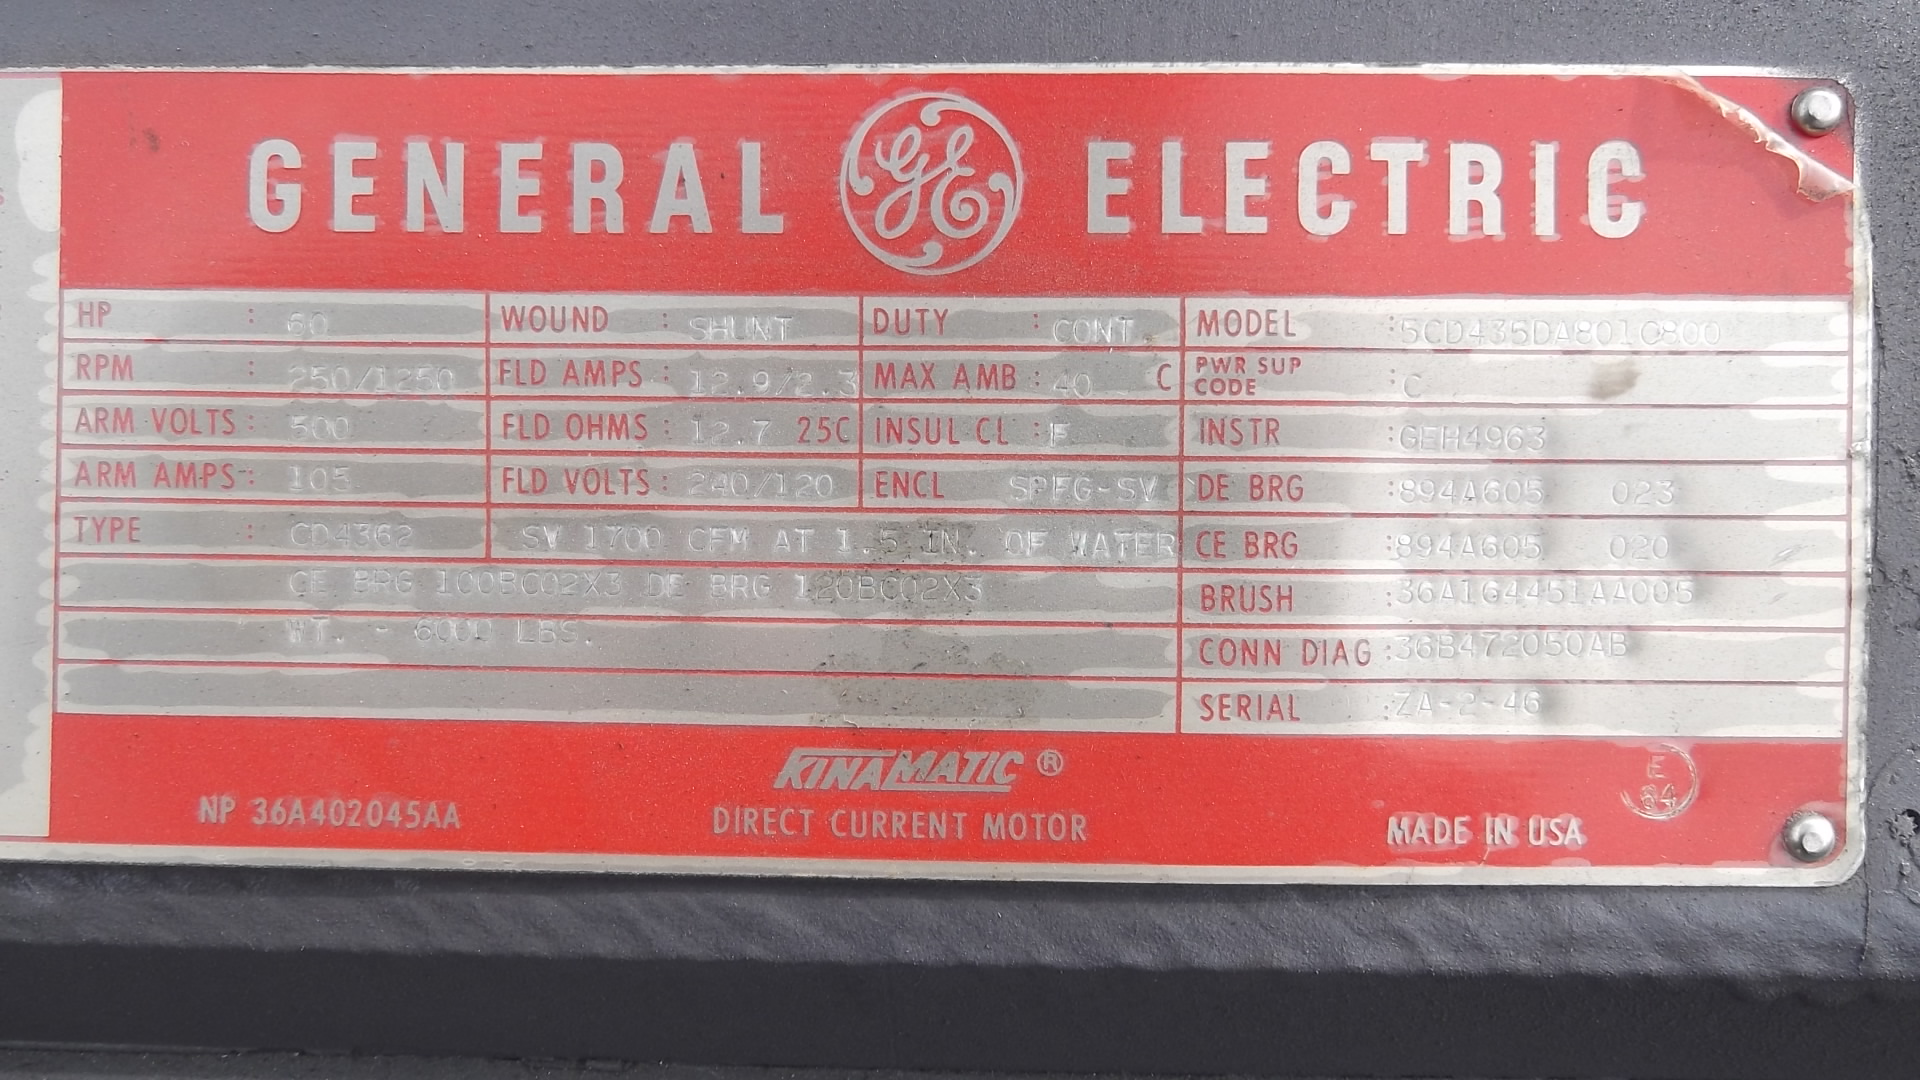 GENERAL GE ELECTRIC
HP : 60 WOUND : SHUNT DUTY : CONT. MODEL :5CD435DA801C800
RPM : 250/1250 FLD AMPS : 12.9/2.3 MAX AMB : 40 C PWR SUP CODE :C
ARM VOLTS : 500 FLD OHMS : 12.7 25C INSUL CL : F INSTR :GEH4963
ARM AMPS : 105 FLD VOLTS : 240/120 ENCL SPFG-SV DE BRG :894A605 023
TYPE : CD4362 SV 1700 CFM AT 1.5 IN. OF WATER CE BRG :894A605 020
CE BRG 100BC02X3 DE BRG 120BC02X3 BRUSH :36A164451AA005
WT. - 6000 LBS. CONN DIAG :36B472050AB
SERIAL :ZA-2-46
KINAMATIC ®
NP 36A402045AA DIRECT CURRENT MOTOR MADE IN USA
E
64